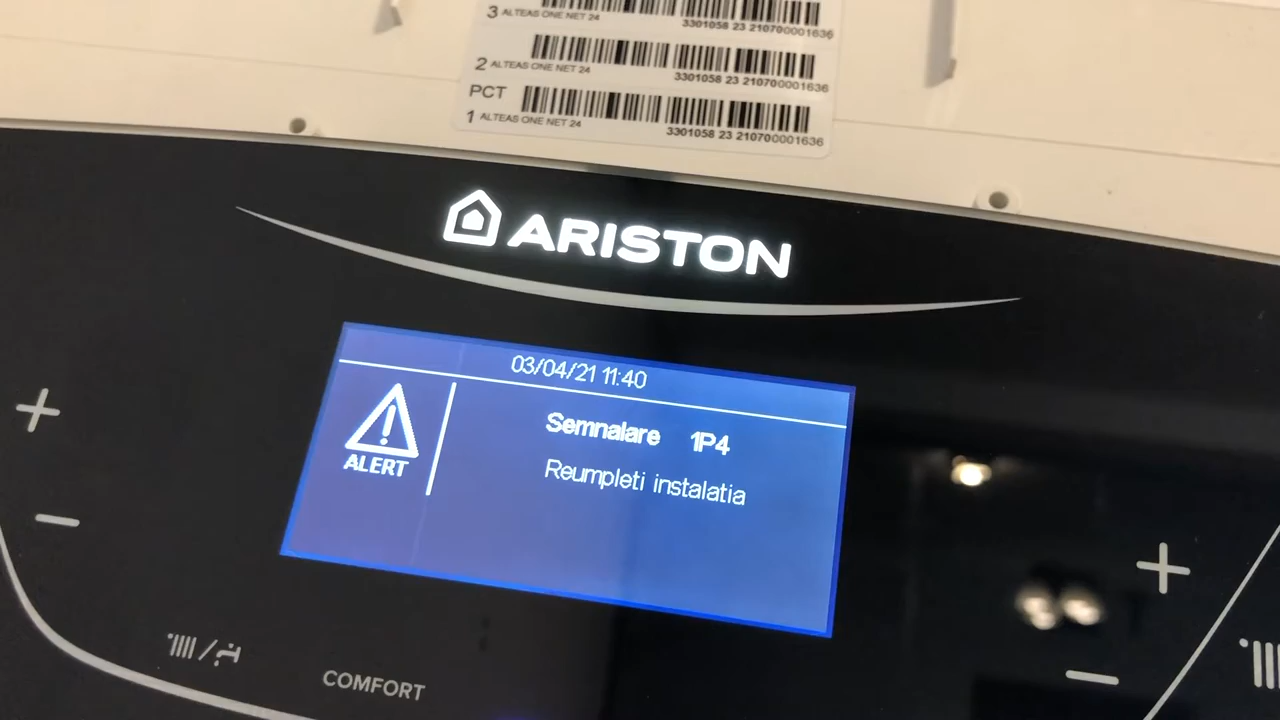 3 ALTEAS ONE NET 24
3301058 23 210700001636
2 ALTEAS ONE NET 24
3301058 23 210700001636
PCT
1 ALTEAS ONE NET 24
3301058 23 210700001636
ARISTON
03/04/21 11:40
Semnalare 1P4
ALERT
Reumpleti instalatia
COMFORT